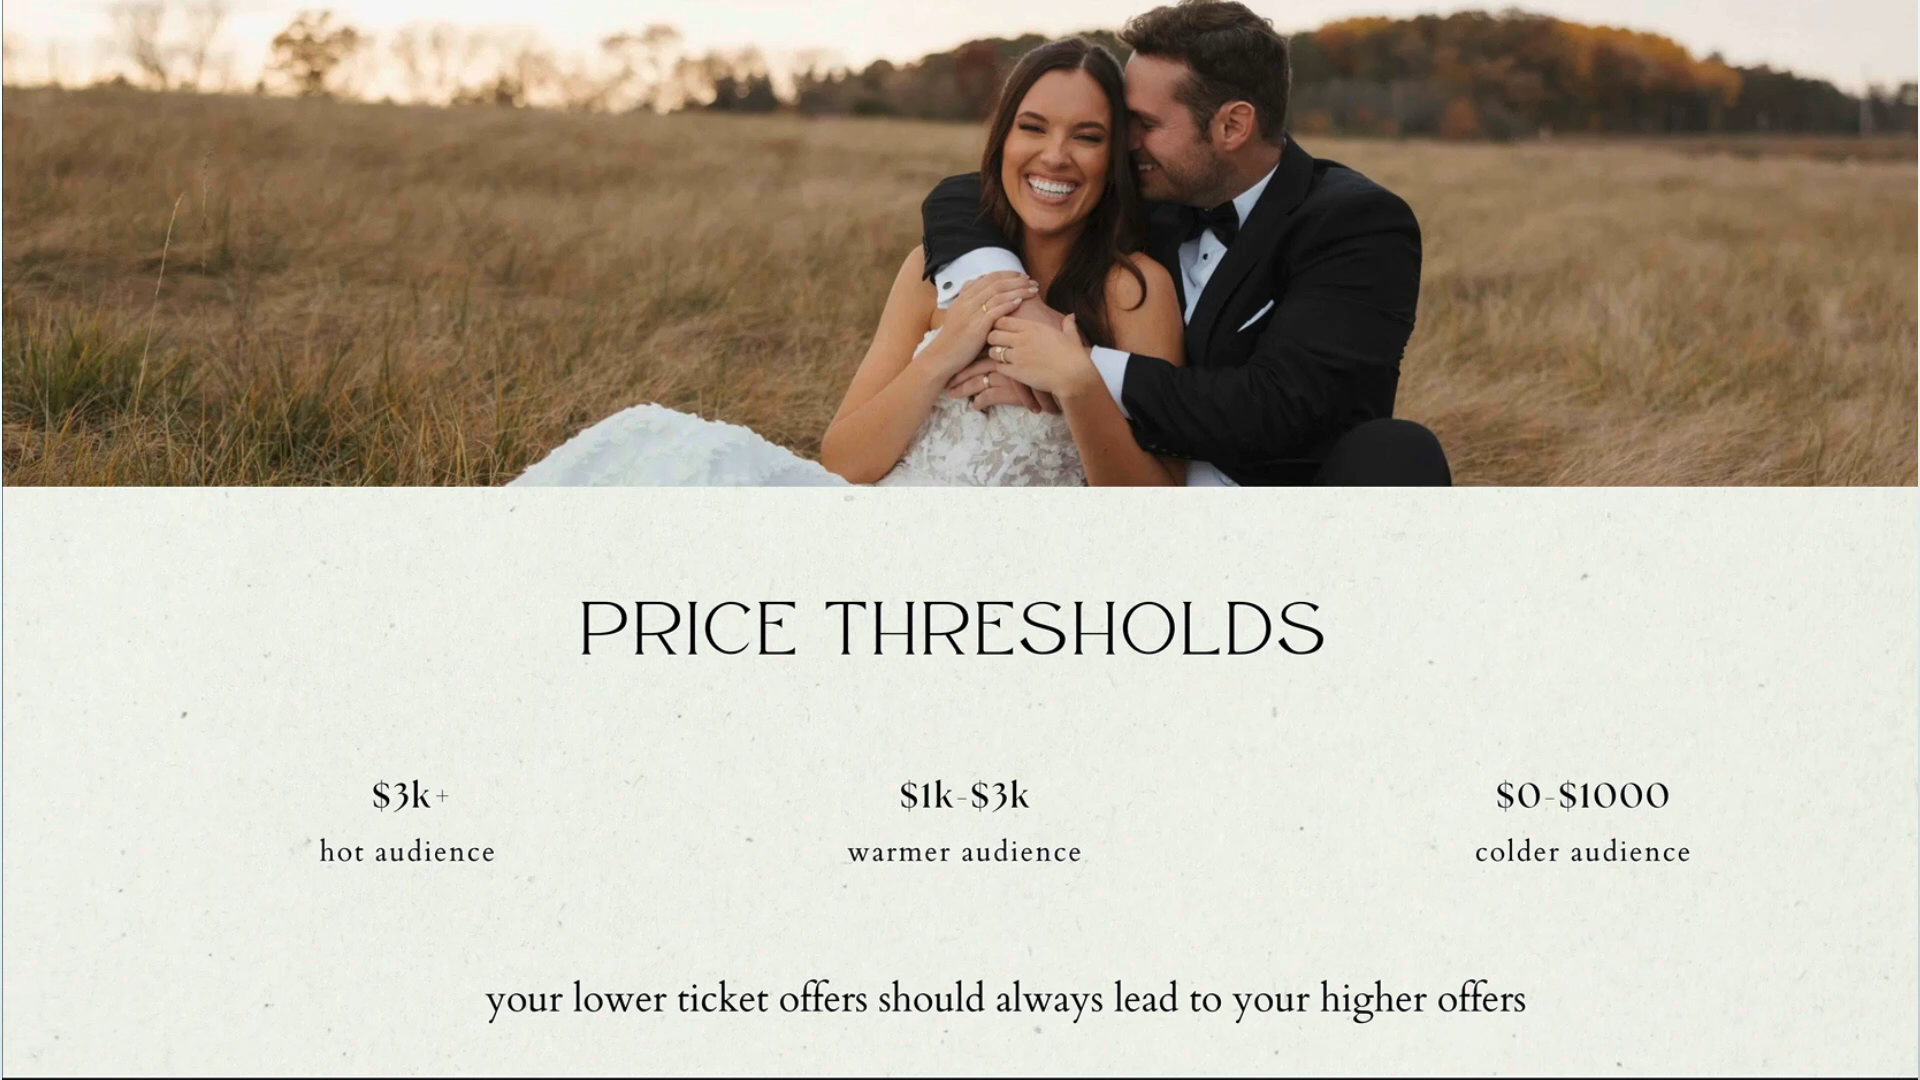 PRICE THRESHOLDS
$3k+
hot audience
$1k-$3k
warmer audience
$0-$1000
colder audience
your lower ticket offers should always lead to your higher offers